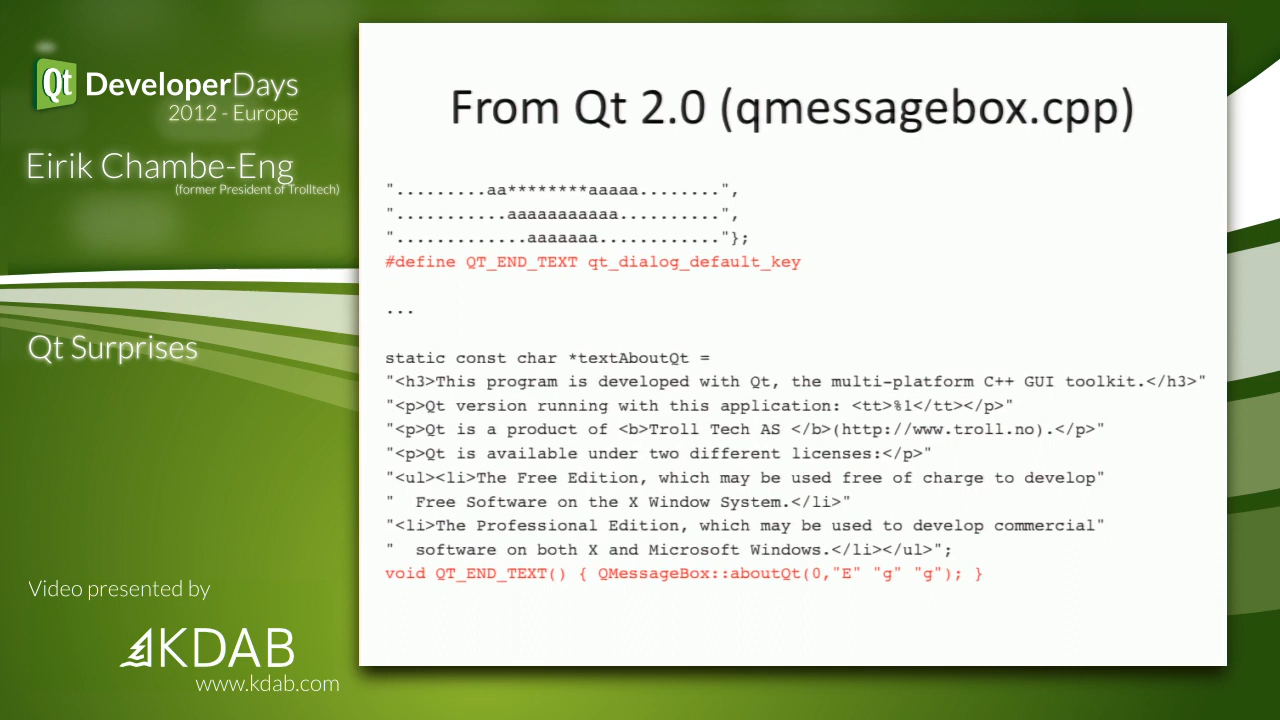 Qt DeveloperDays
2012 - Europe
Eirik Chambe-Eng
(former President of Trolltech)
Qt Surprises
Video presented by
KDAB
www.kdab.com
From Qt 2.0 (qmessagebox.cpp)
".........aa********aaaaa........",
"...........aaaaaaaaaaa..........",
".............aaaaaaa............"};
#define QT_END_TEXT qt_dialog_default_key
...
static const char *textAboutQt =
"<h3>This program is developed with Qt, the multi-platform C++ GUI toolkit.</h3>"
"<p>Qt version running with this application: <tt>%1</tt></p>"
"<p>Qt is a product of <b>Troll Tech AS </b>(http://www.troll.no).</p>"
"<p>Qt is available under two different licenses:</p>"
"<ul><li>The Free Edition, which may be used free of charge to develop"
"  Free Software on the X Window System.</li>"
"<li>The Professional Edition, which may be used to develop commercial"
"  software on both X and Microsoft Windows.</li></ul>";
void QT_END_TEXT() { QMessageBox::aboutQt(0,"E" "g" "g"); }